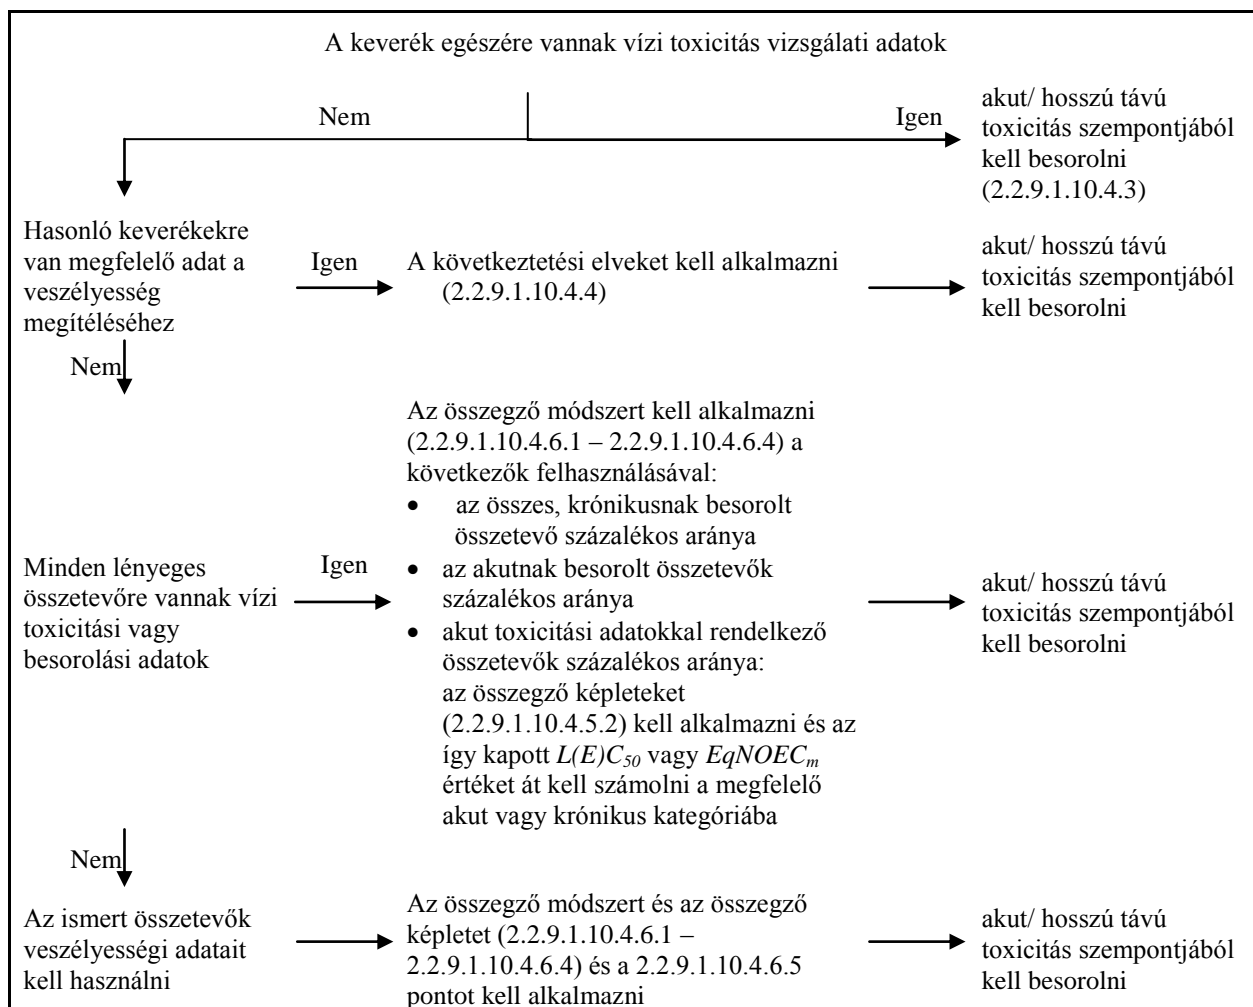 A keverék egészére vannak vízi toxicitás vizsgálati adatok
Nem
Igen
akut/ hosszú távú
toxicitás szempontjából
kell besorolni
(2.2.9.1.10.4.3)
Hasonló keverékekre
van megfelelő adat a
veszélyesség
megítéléséhez
Igen
A következtetési elveket kell alkalmazni
(2.2.9.1.10.4.4)
akut/ hosszú távú
toxicitás szempontjából
kell besorolni
Nem
Minden lényeges
összetevőre vannak vízi
toxicitási vagy
besorolási adatok
Igen
Az összegző módszert kell alkalmazni
(2.2.9.1.10.4.6.1 – 2.2.9.1.10.4.6.4) a
következők felhasználásával:
• az összes, krónikusnak besorolt
összetevő százalékos aránya
• az akutnak besorolt összetevők
százalékos aránya
• akut toxicitási adatokkal rendelkező
összetevők százalékos aránya:
az összegző képleteket
(2.2.9.1.10.4.5.2) kell alkalmazni és az
így kapott L(E)C50 vagy EqNOECm
értéket át kell számolni a megfelelő
akut vagy krónikus kategóriába
akut/ hosszú távú
toxicitás szempontjából
kell besorolni
Nem
Az ismert összetevők
veszélyességi adatait
kell használni
Az összegző módszert és az összegző
képletet (2.2.9.1.10.4.6.1 –
2.2.9.1.10.4.6.4) és a 2.2.9.1.10.4.6.5
pontot kell alkalmazni
akut/ hosszú távú
toxicitás szempontjából
kell besorolni